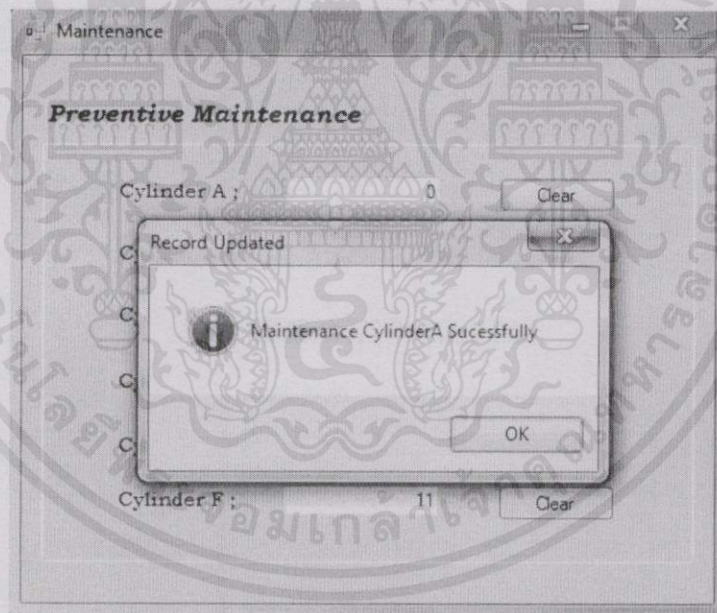 Maintenance
Preventive Maintenance
Cylinder A ; 0 Clear
Record Updated
C
C
Maintenance CylinderA Sucessfully
C
C
OK
Cylinder F ; 11 Clear